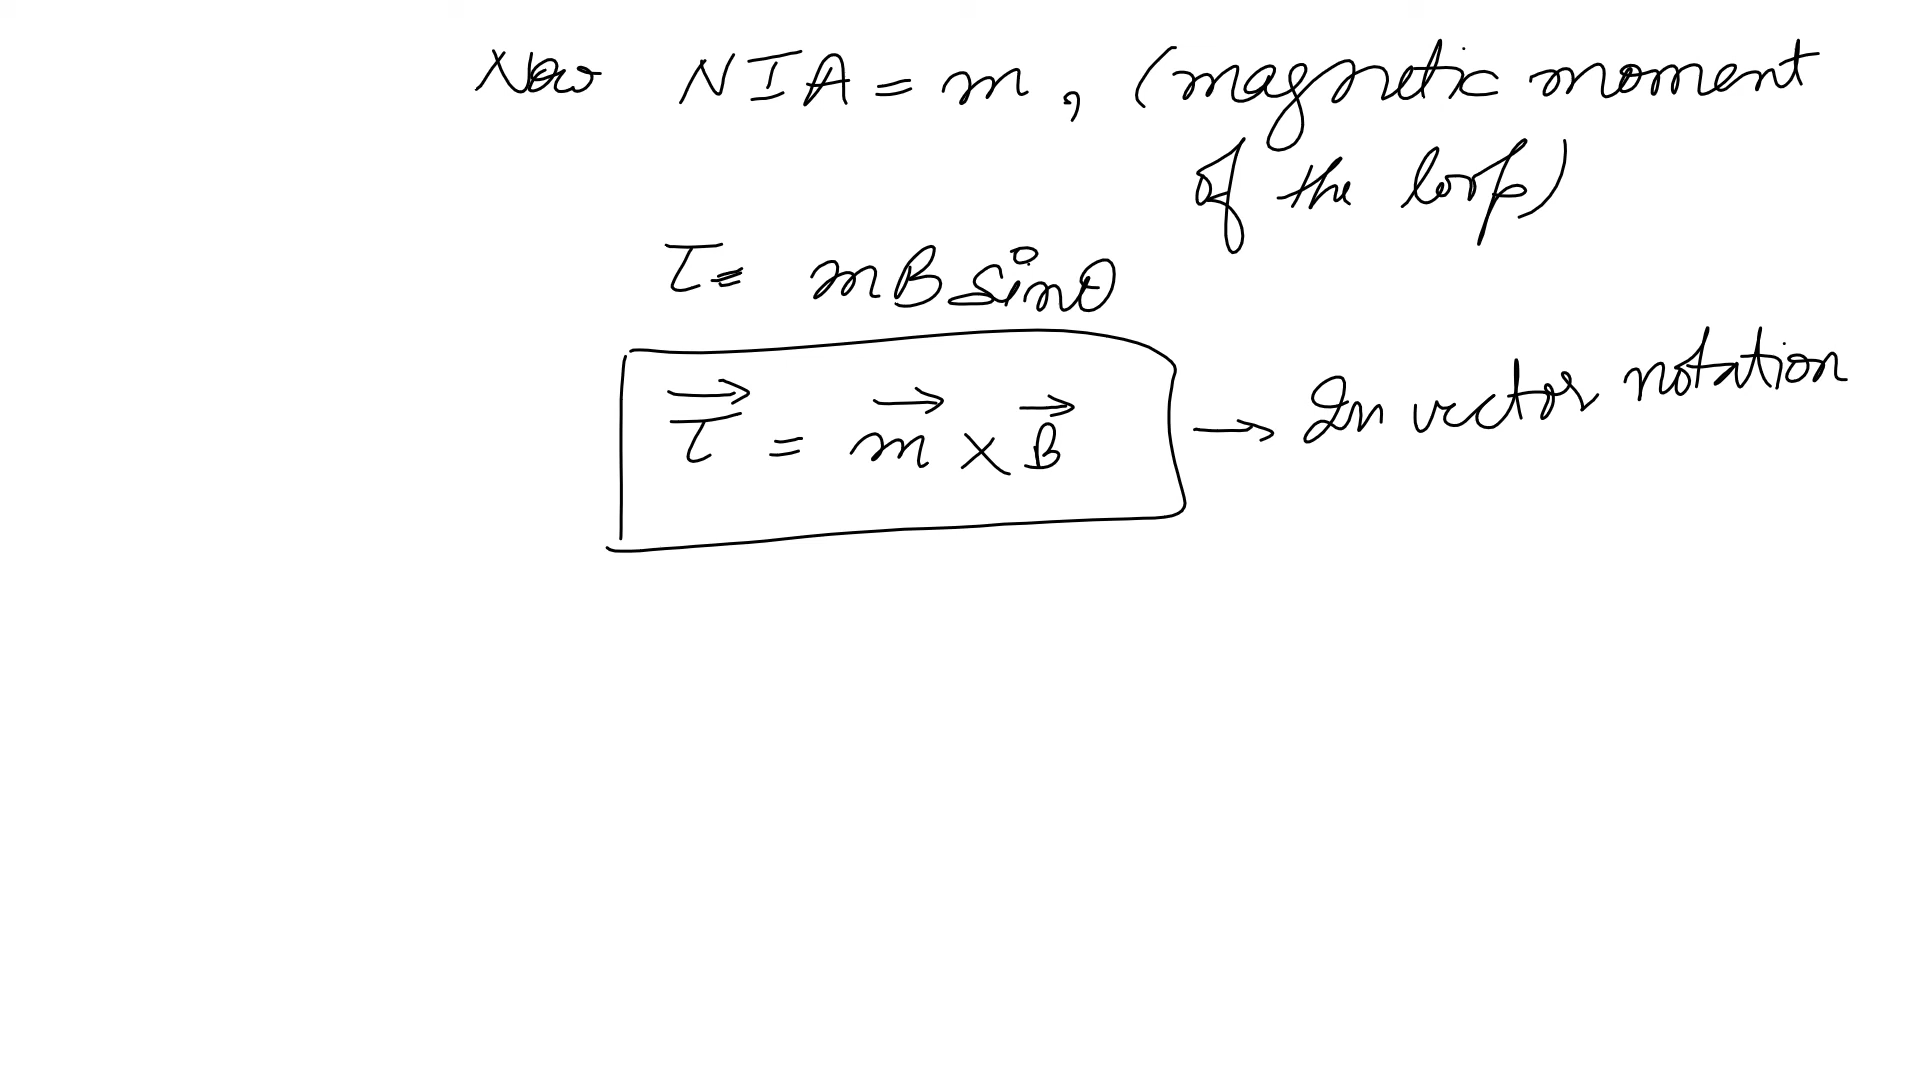 Now NIA = m, (magnetic moment
of the loop)
τ = mB sinθ
τ⃗ = m⃗ × B⃗ → In vector notation